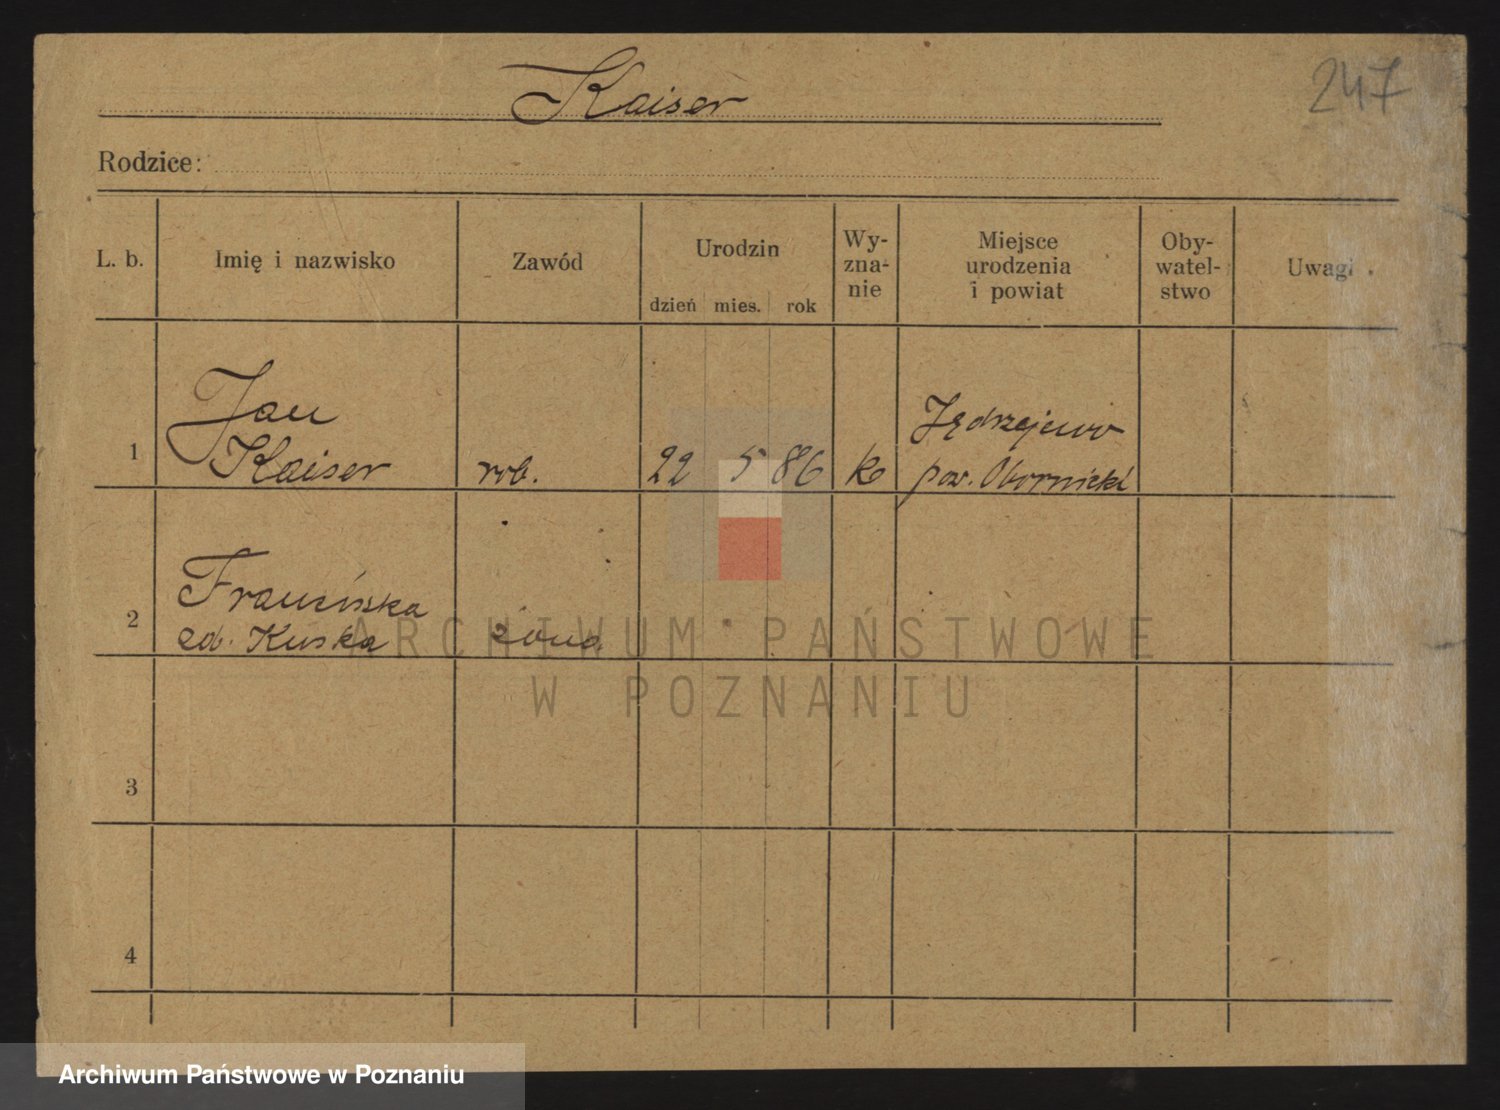 Kaiser
247
Rodzice:
L. b.
Imię i nazwisko
Zawód
Urodzin
dzień mies. rok
Wy-
zna-
nie
Miejsce
urodzenia
i powiat
Oby-
watel-
stwo
Uwagi
1
Jan
Kaiser
rob.
22 5 86
k
Jędrzejewo
pow. Obornicki
2
Franciska
zd. Kuska
żona
3
4
ARCHIWUM PAŃSTWOWE
W POZNANIU
Archiwum Państwowe w Poznaniu